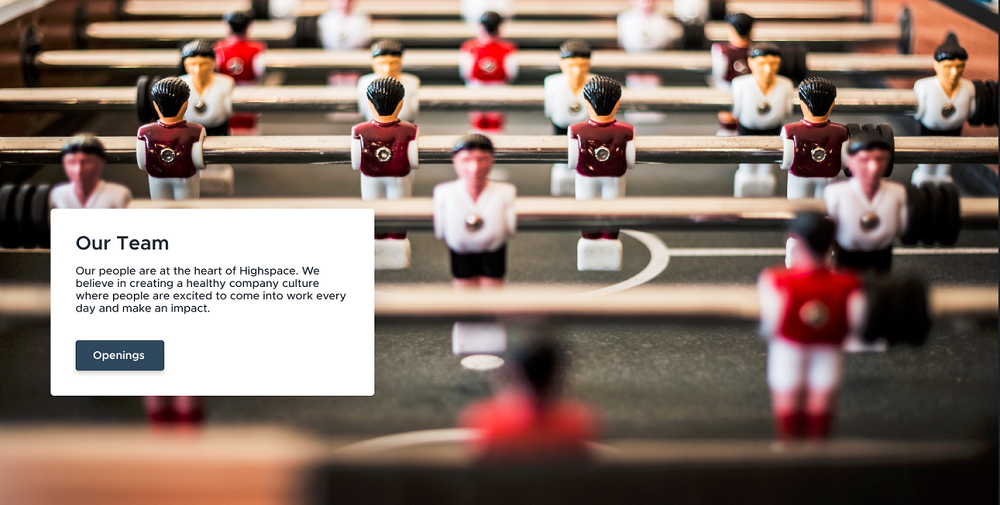 Our Team
Our people are at the heart of Highspace. We
believe in creating a healthy company culture
where people are excited to come into work every
day and make an impact.
Openings